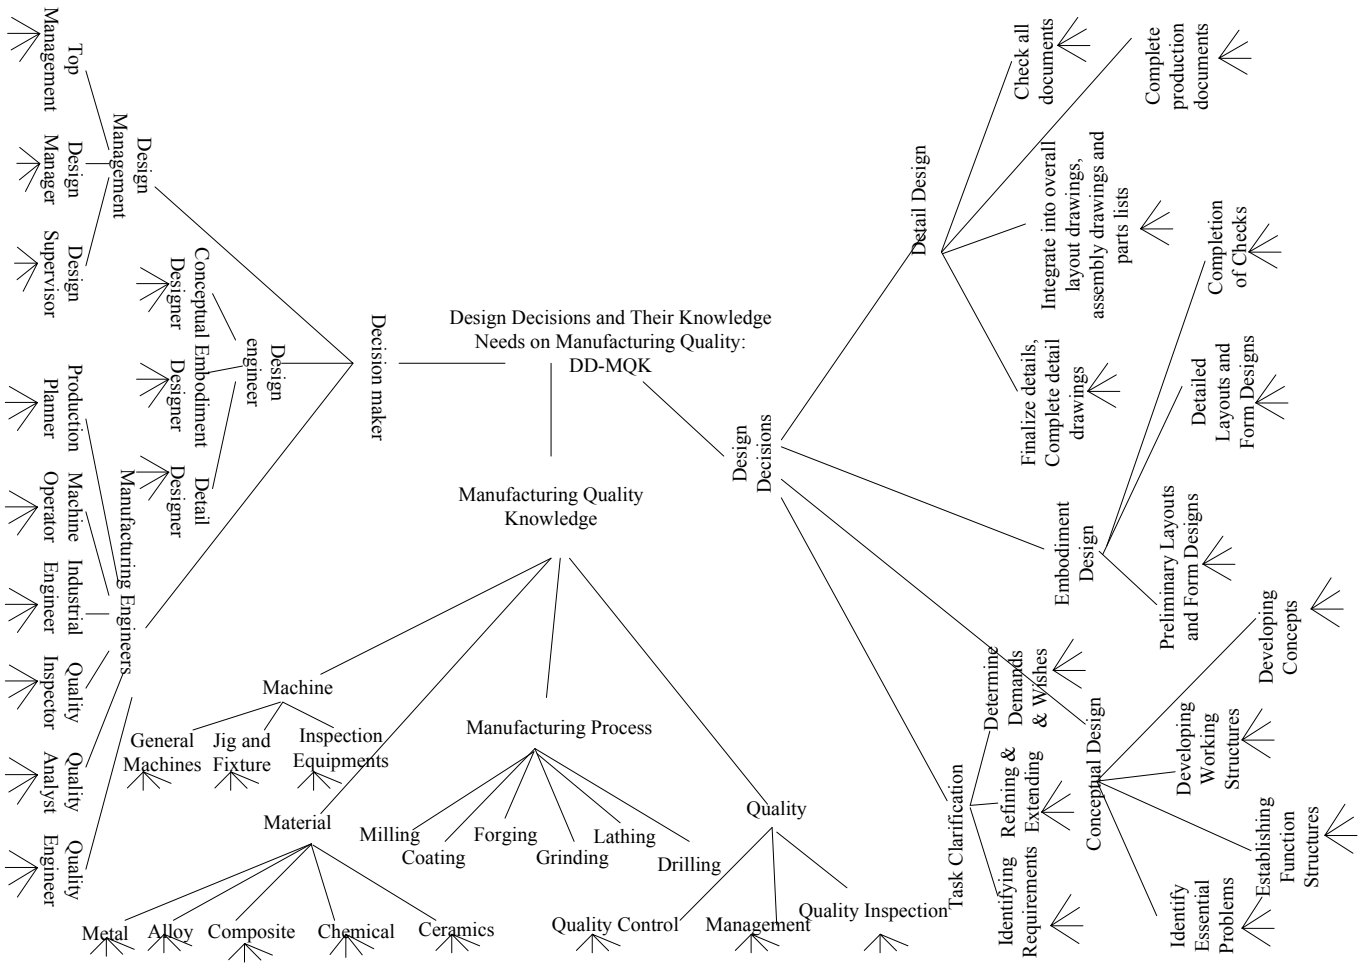 Design Decisions and Their Knowledge
Needs on Manufacturing Quality:
DD-MQK
Decision maker
Design
Management
Top
Management
Design
Manager
Design
Supervisor
Design
engineer
Conceptual
Designer
Embodiment
Designer
Detail
Designer
Manufacturing Engineers
Production
Planner
Machine
Operator
Industrial
Engineer
Quality
Inspector
Quality
Analyst
Quality
Engineer
Manufacturing Quality
Knowledge
Machine
General
Machines
Jig and
Fixture
Inspection
Equipments
Material
Metal
Alloy
Composite
Chemical
Ceramics
Manufacturing Process
Milling
Coating
Forging
Grinding
Lathing
Drilling
Quality
Quality Control
Management
Quality Inspection
Design
Decisions
Detail Design
Check all
documents
Complete
production
documents
Integrate into overall
layout drawings,
assembly drawings and
parts lists
Finalize details,
Complete detail
drawings
Embodiment
Design
Completion
of Checks
Detailed
Layouts and
Form Designs
Preliminary Layouts
and Form Designs
Conceptual Design
Developing
Concepts
Developing
Working
Structures
Establishing
Function
Structures
Identify
Essential
Problems
Task Clarification
Determine
Demands
& Wishes
Refining &
Extending
Identifying
Requirements